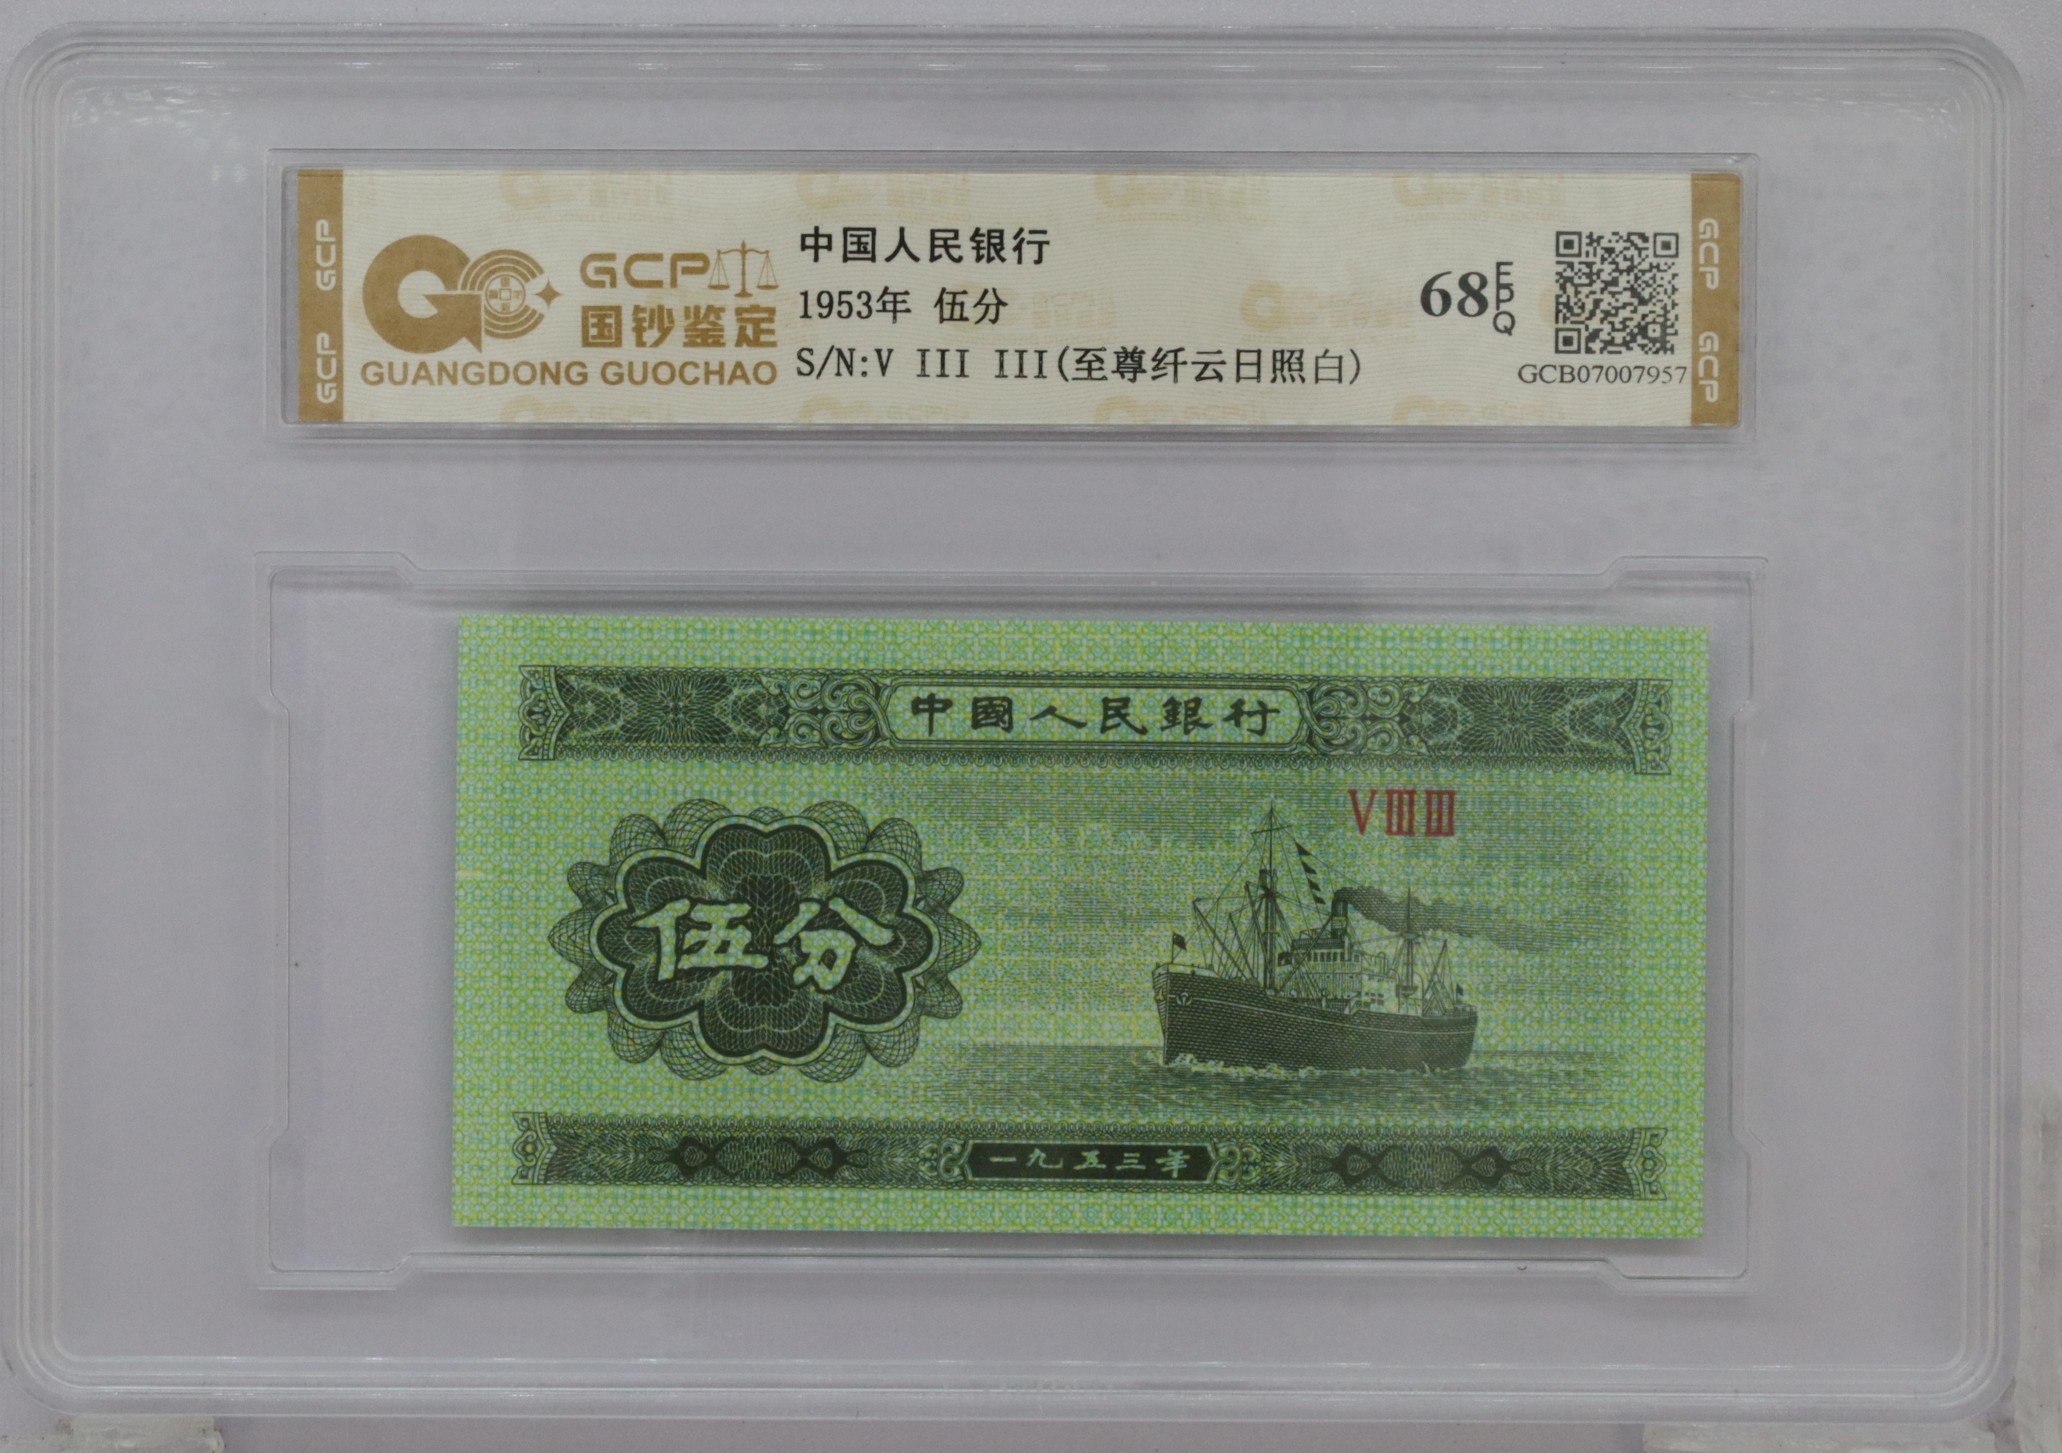 GCP
GCP
GCP
国钞鉴定
GUANGDONG GUOCHAO
中国人民银行
1953年 伍分
S/N:V III III(至尊纤云日照白)
68 EPQ
GCB07007957
GCP
GCP
中國人民銀行
VⅢⅢ
伍分
一九五三年